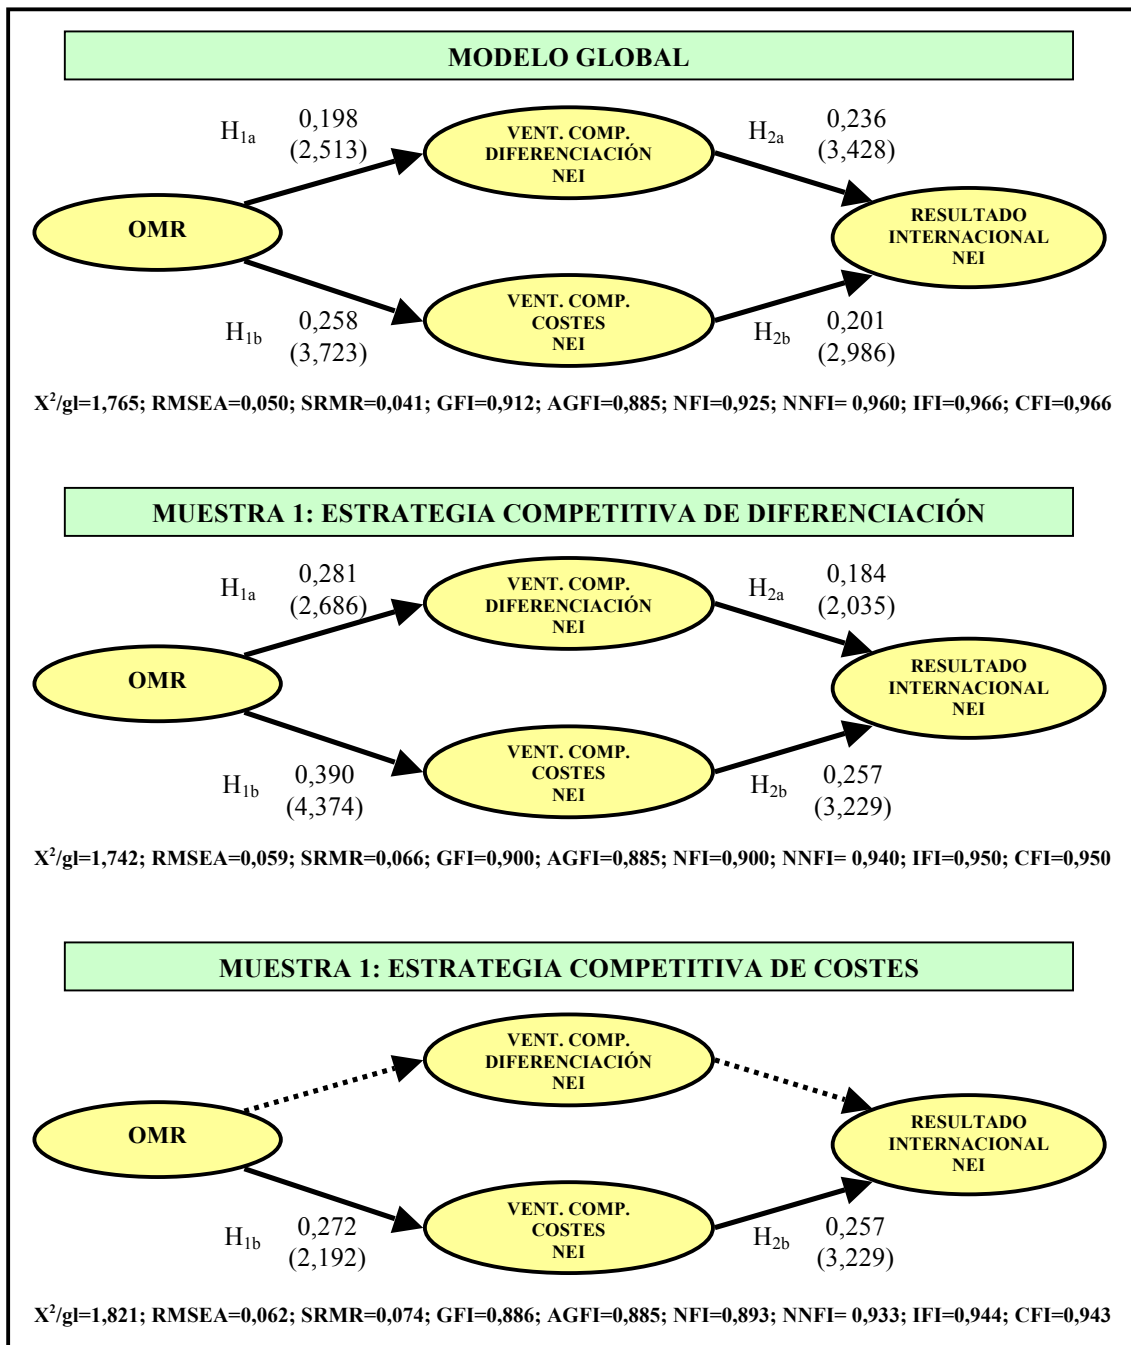 MODELO GLOBAL
H1a
0,198
(2,513)
VENT. COMP.
DIFERENCIACIÓN
NEI
H2a
0,236
(3,428)
OMR
RESULTADO
INTERNACIONAL
NEI
H1b
0,258
(3,723)
VENT. COMP.
COSTES
NEI
H2b
0,201
(2,986)
X²/gl=1,765; RMSEA=0,050; SRMR=0,041; GFI=0,912; AGFI=0,885; NFI=0,925; NNFI= 0,960; IFI=0,966; CFI=0,966
MUESTRA 1: ESTRATEGIA COMPETITIVA DE DIFERENCIACIÓN
H1a
0,281
(2,686)
VENT. COMP.
DIFERENCIACIÓN
NEI
H2a
0,184
(2,035)
OMR
RESULTADO
INTERNACIONAL
NEI
H1b
0,390
(4,374)
VENT. COMP.
COSTES
NEI
H2b
0,257
(3,229)
X²/gl=1,742; RMSEA=0,059; SRMR=0,066; GFI=0,900; AGFI=0,885; NFI=0,900; NNFI= 0,940; IFI=0,950; CFI=0,950
MUESTRA 1: ESTRATEGIA COMPETITIVA DE COSTES
VENT. COMP.
DIFERENCIACIÓN
NEI
OMR
RESULTADO
INTERNACIONAL
NEI
H1b
0,272
(2,192)
VENT. COMP.
COSTES
NEI
H2b
0,257
(3,229)
X²/gl=1,821; RMSEA=0,062; SRMR=0,074; GFI=0,886; AGFI=0,885; NFI=0,893; NNFI= 0,933; IFI=0,944; CFI=0,943